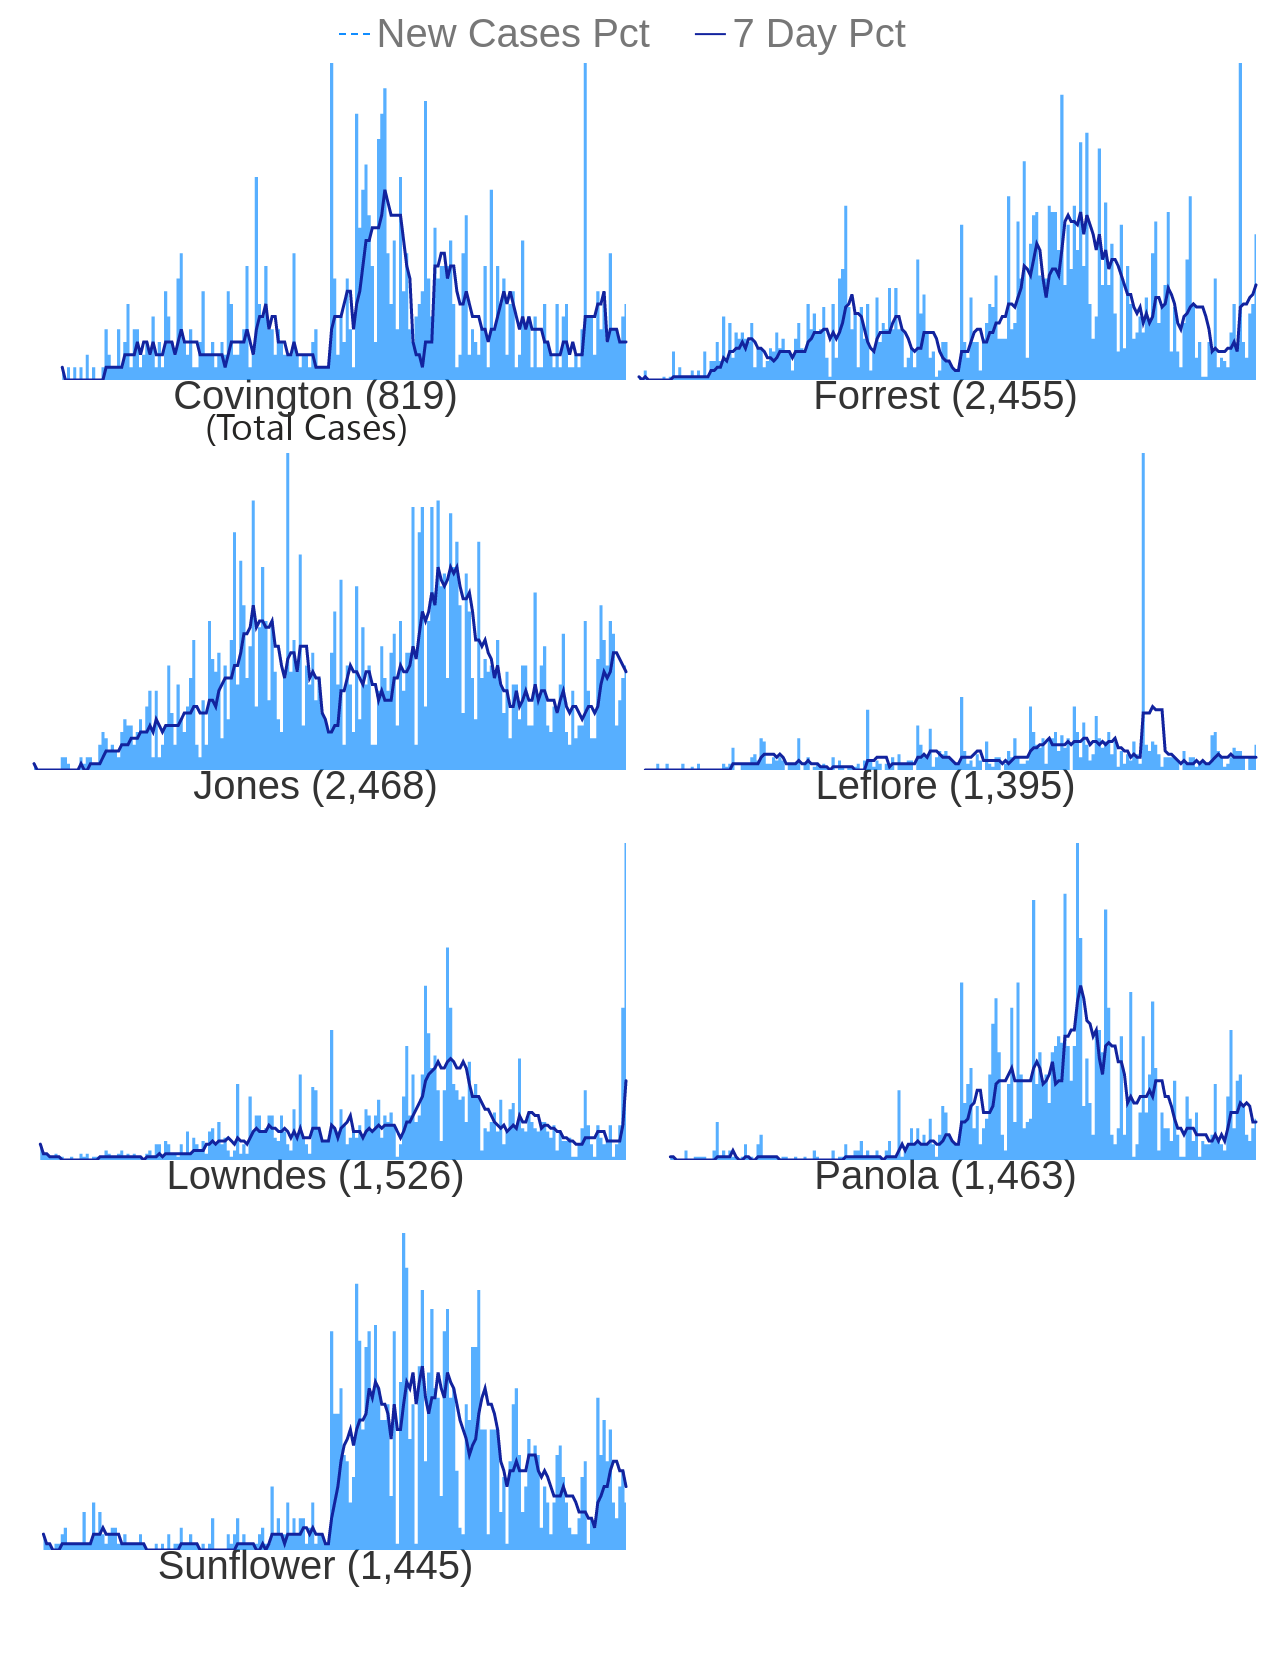 New Cases Pct 7 Day Pct
Covington (819) Forrest (2,455)
(Total Cases)
Jones (2,468) Leflore (1,395)
Lowndes (1,526) Panola (1,463)
Sunflower (1,445)